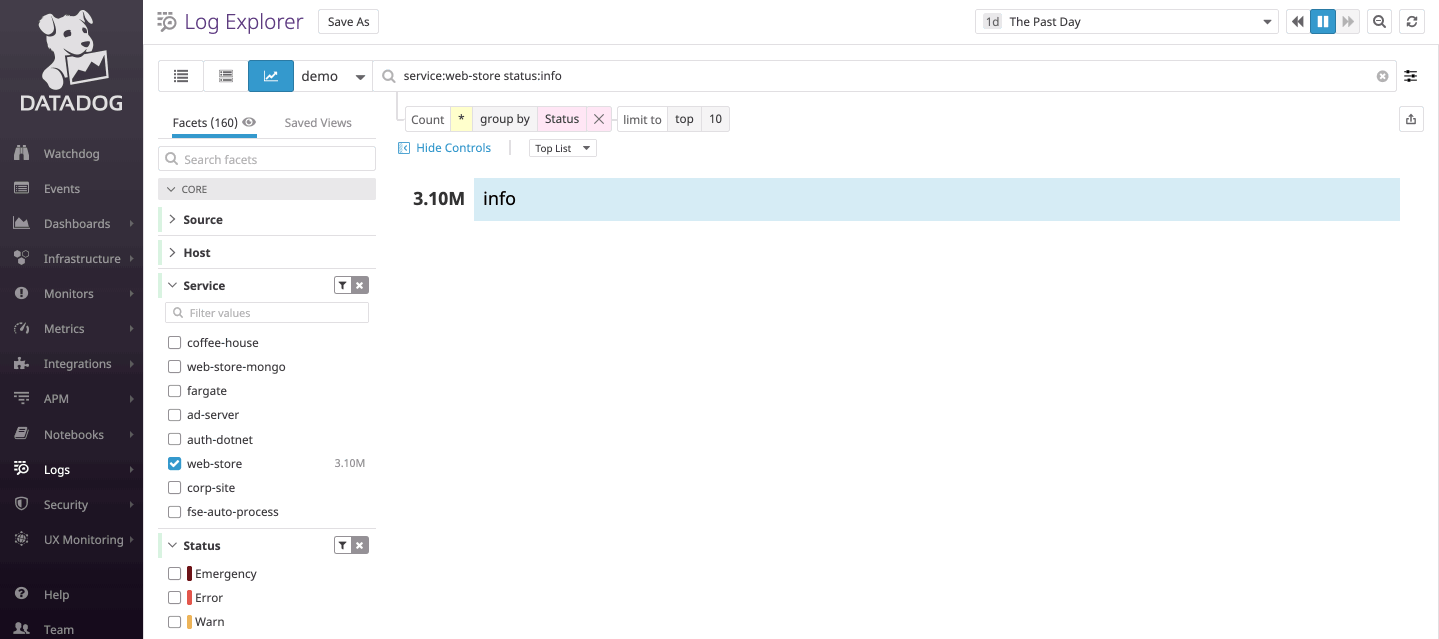 DATADOG
Watchdog
Events
Dashboards
Infrastructure
Monitors
Metrics
Integrations
APM
Notebooks
Logs
Security
UX Monitoring
Help
Team
Log Explorer
Save As
1d The Past Day
demo
service:web-store status:info
Facets (160)
Saved Views
Search facets
CORE
Source
Host
Service
Filter values
coffee-house
web-store-mongo
fargate
ad-server
auth-dotnet
web-store 3.10M
corp-site
fse-auto-process
Status
Emergency
Error
Warn
Count * group by Status limit to top 10
Hide Controls
Top List
3.10M info